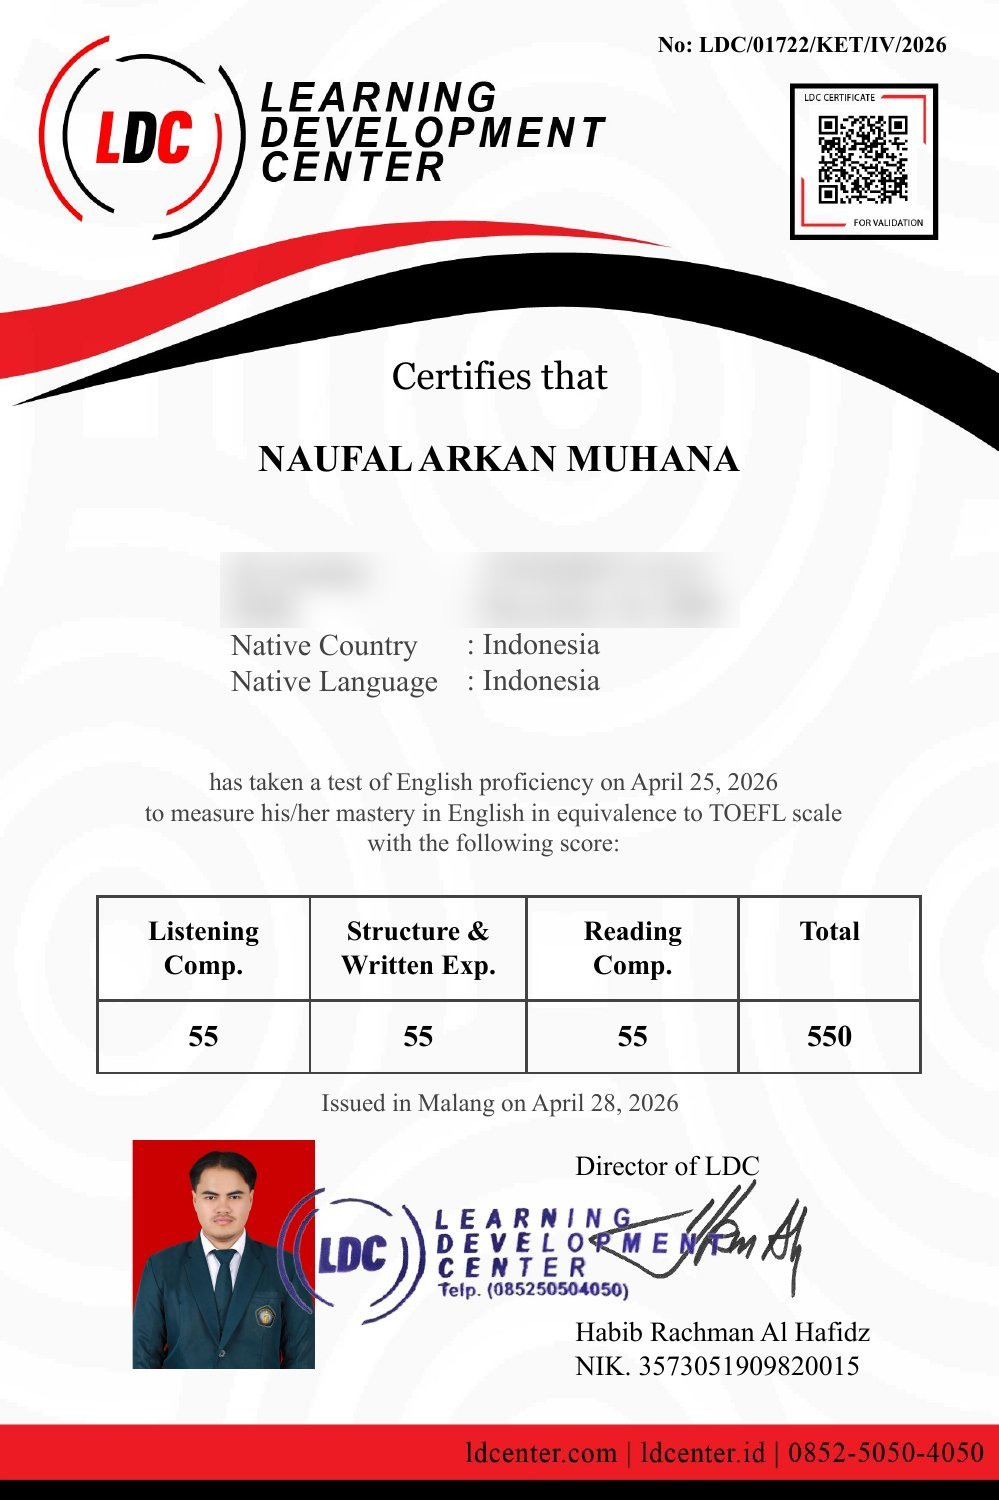 No: LDC/01722/KET/IV/2026
LDC
LEARNING
DEVELOPMENT
CENTER
LDC CERTIFICATE
FOR VALIDATION
Certifies that
NAUFAL ARKAN MUHANA
Native Country : Indonesia
Native Language : Indonesia
has taken a test of English proficiency on April 25, 2026
to measure his/her mastery in English in equivalence to TOEFL scale
with the following score:
Listening Comp. Structure & Written Exp. Reading Comp. Total
55 55 55 550
Issued in Malang on April 28, 2026
Director of LDC
LDC
LEARNING
DEVELOPMENT
CENTER
Telp. (085250504050)
Habib Rachman Al Hafidz
NIK. 3573051909820015
ldcenter.com | ldcenter.id | 0852-5050-4050